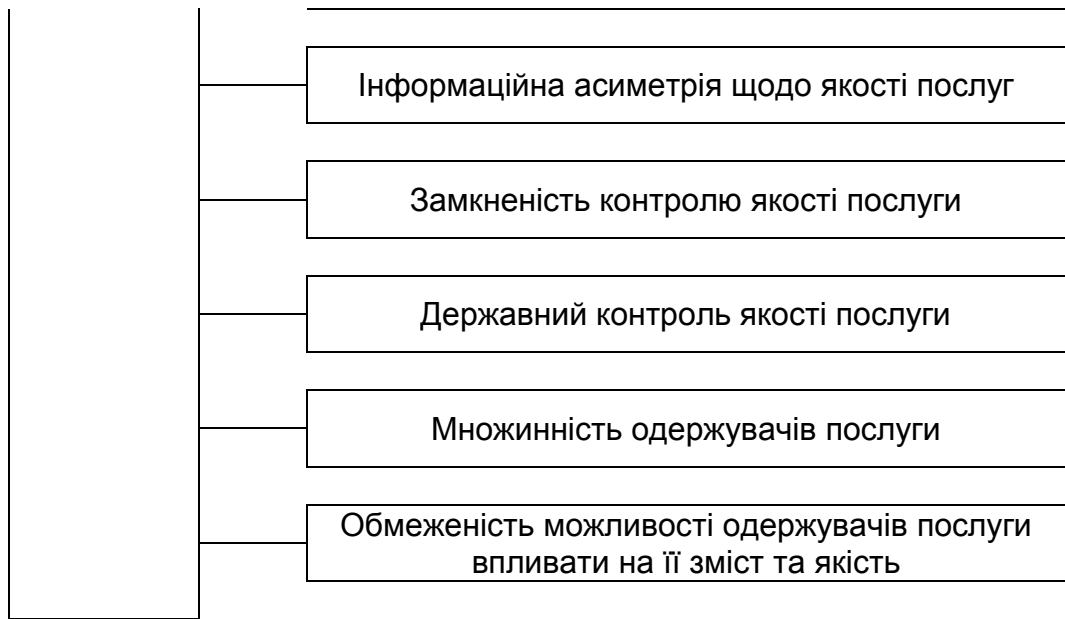 Інформаційна асиметрія щодо якості послуг
Замкненість контролю якості послуги
Державний контроль якості послуги
Множинність одержувачів послуги
Обмеженість можливості одержувачів послуги
впливати на її зміст та якість